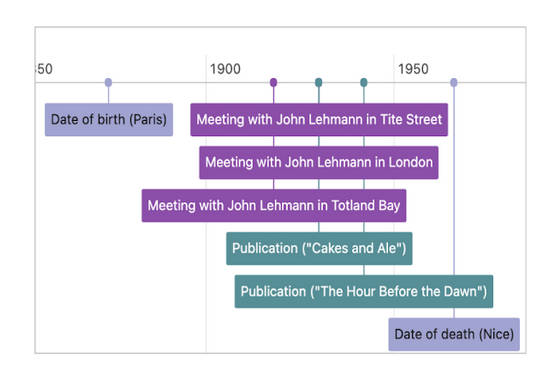 50
1900
1950
Date of birth (Paris)
Meeting with John Lehmann in Tite Street
Meeting with John Lehmann in London
Meeting with John Lehmann in Totland Bay
Publication ("Cakes and Ale")
Publication ("The Hour Before the Dawn")
Date of death (Nice)